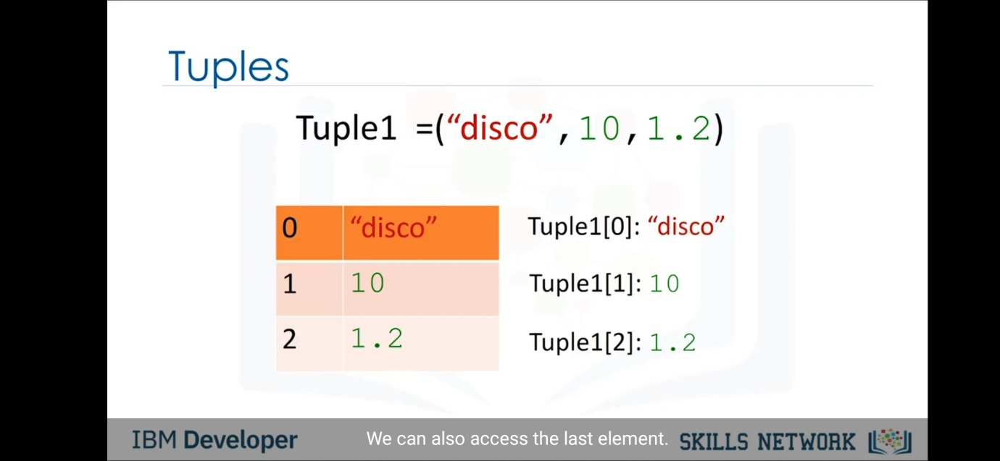 Tuples
Tuple1 =(“disco”,10,1.2)
0 “disco” Tuple1[0]: “disco”
1 10 Tuple1[1]: 10
2 1.2 Tuple1[2]: 1.2
IBM Developer We can also access the last element. SKILLS NETWORK